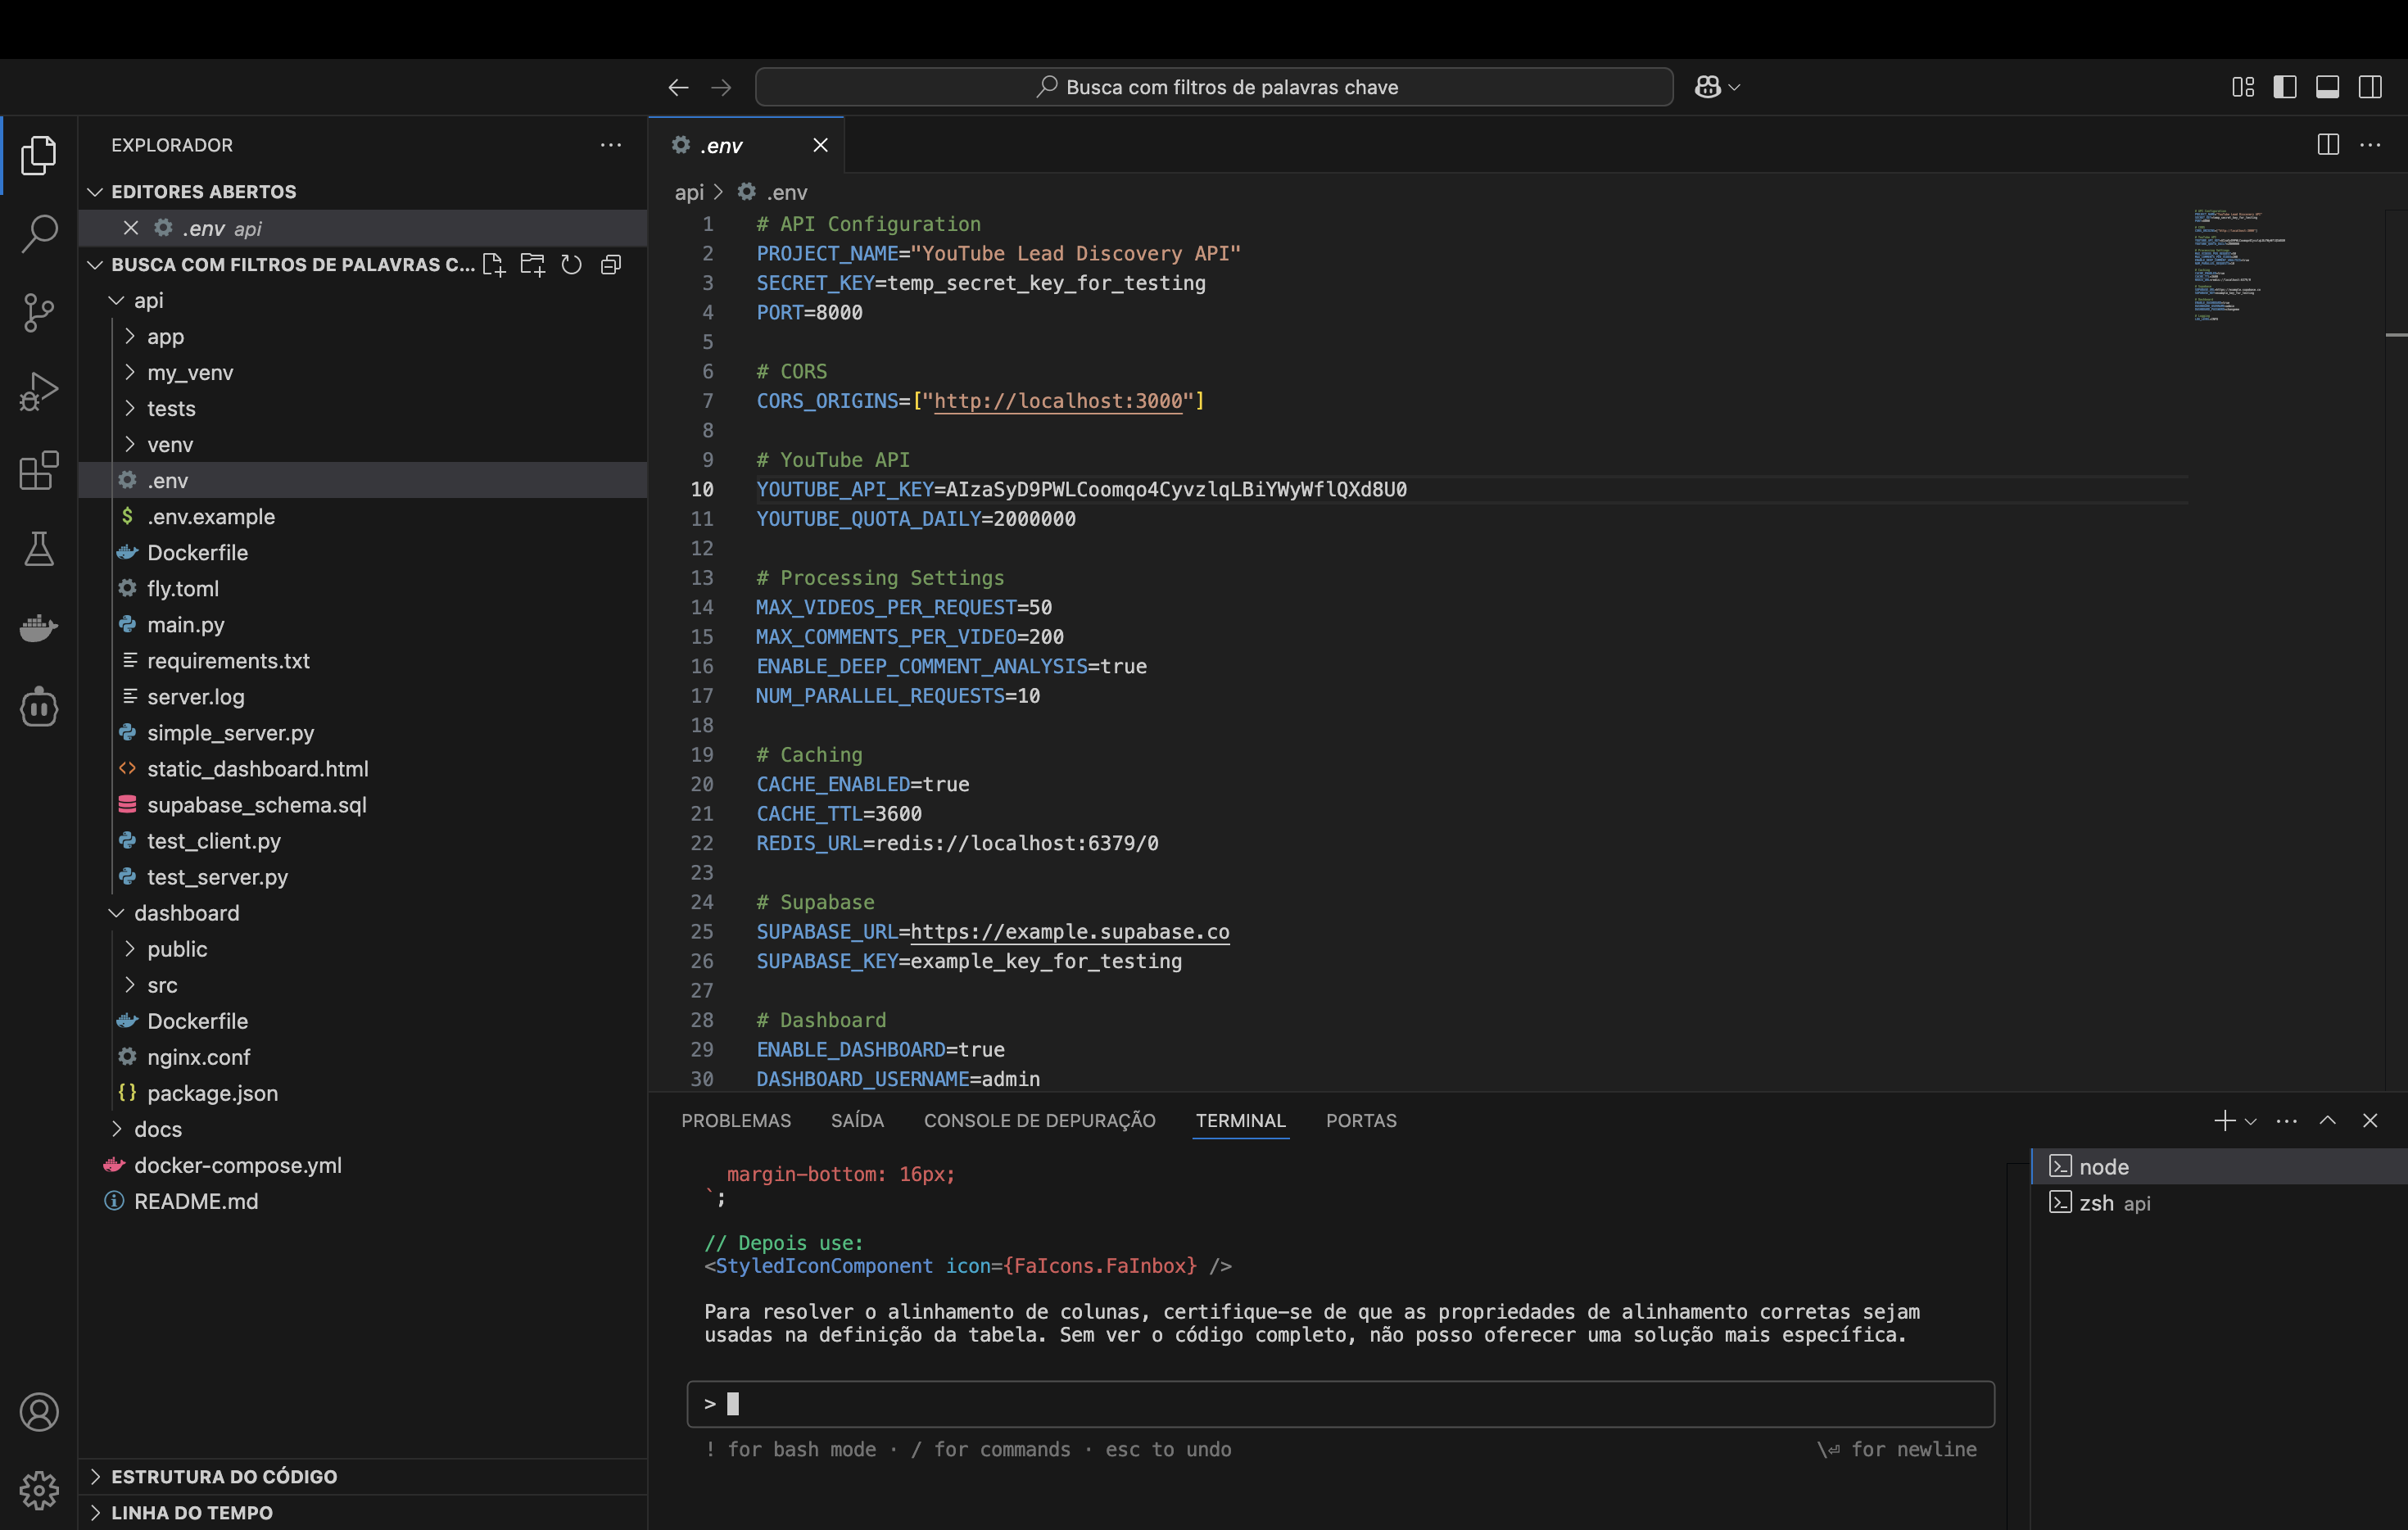 Busca com filtros de palavras chave
EXPLORADOR
EDITORES ABERTOS
.env api
BUSCA COM FILTROS DE PALAVRAS C...
api
app
my_venv
tests
venv
.env
.env.example
Dockerfile
fly.toml
main.py
requirements.txt
server.log
simple_server.py
static_dashboard.html
supabase_schema.sql
test_client.py
test_server.py
dashboard
public
src
Dockerfile
nginx.conf
package.json
docs
docker-compose.yml
README.md
ESTRUTURA DO CÓDIGO
LINHA DO TEMPO
.env
api > .env
1 # API Configuration
2 PROJECT_NAME="YouTube Lead Discovery API"
3 SECRET_KEY=temp_secret_key_for_testing
4 PORT=8000
5
6 # CORS
7 CORS_ORIGINS=["http://localhost:3000"]
8
9 # YouTube API
10 YOUTUBE_API_KEY=AIzaSyD9PWLCoomqo4CyvzlqLBiYWyWflQXd8U0
11 YOUTUBE_QUOTA_DAILY=2000000
12
13 # Processing Settings
14 MAX_VIDEOS_PER_REQUEST=50
15 MAX_COMMENTS_PER_VIDEO=200
16 ENABLE_DEEP_COMMENT_ANALYSIS=true
17 NUM_PARALLEL_REQUESTS=10
18
19 # Caching
20 CACHE_ENABLED=true
21 CACHE_TTL=3600
22 REDIS_URL=redis://localhost:6379/0
23
24 # Supabase
25 SUPABASE_URL=https://example.supabase.co
26 SUPABASE_KEY=example_key_for_testing
27
28 # Dashboard
29 ENABLE_DASHBOARD=true
30 DASHBOARD_USERNAME=admin
PROBLEMAS SAÍDA CONSOLE DE DEPURAÇÃO TERMINAL PORTAS
margin-bottom: 16px;
`;
// Depois use:
<StyledIconComponent icon={FaIcons.FaInbox} />
Para resolver o alinhamento de colunas, certifique-se de que as propriedades de alinhamento corretas sejam
usadas na definição da tabela. Sem ver o código completo, não posso oferecer uma solução mais específica.
>
! for bash mode · / for commands · esc to undo
\⏎ for newline
node
zsh api